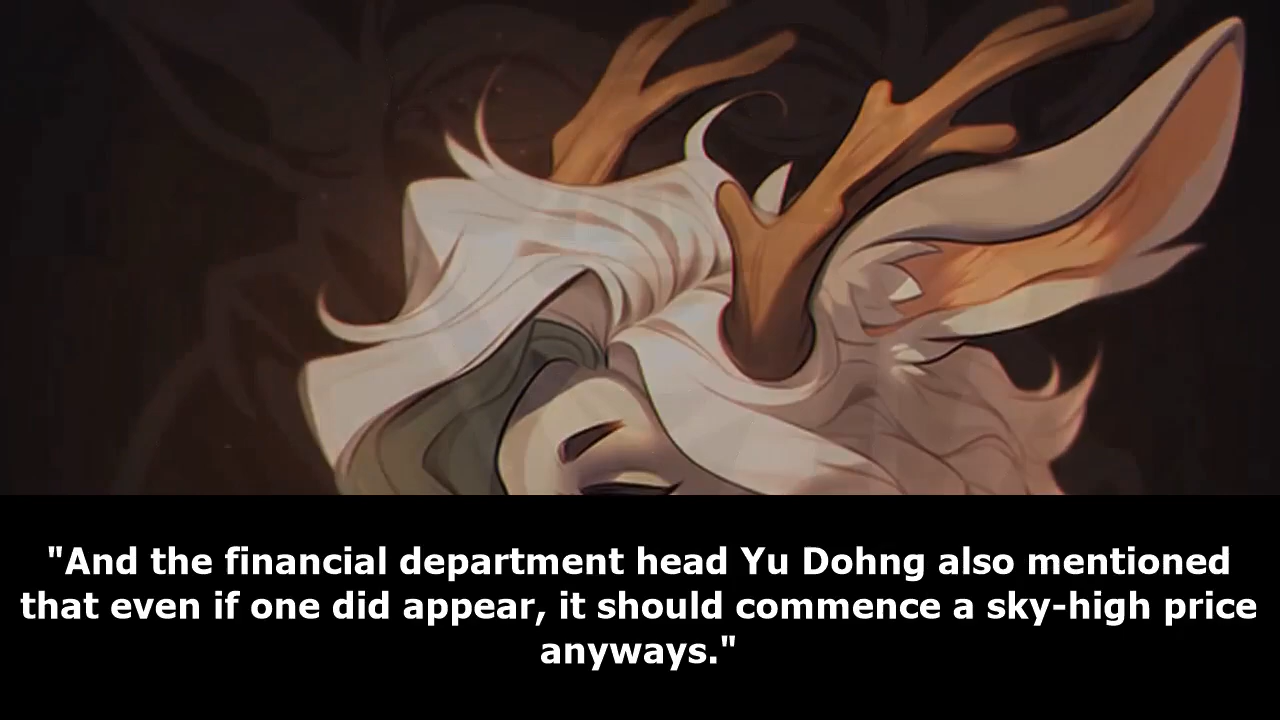 "And the financial department head Yu Dohng also mentioned
that even if one did appear, it should commence a sky-high price
anyways."